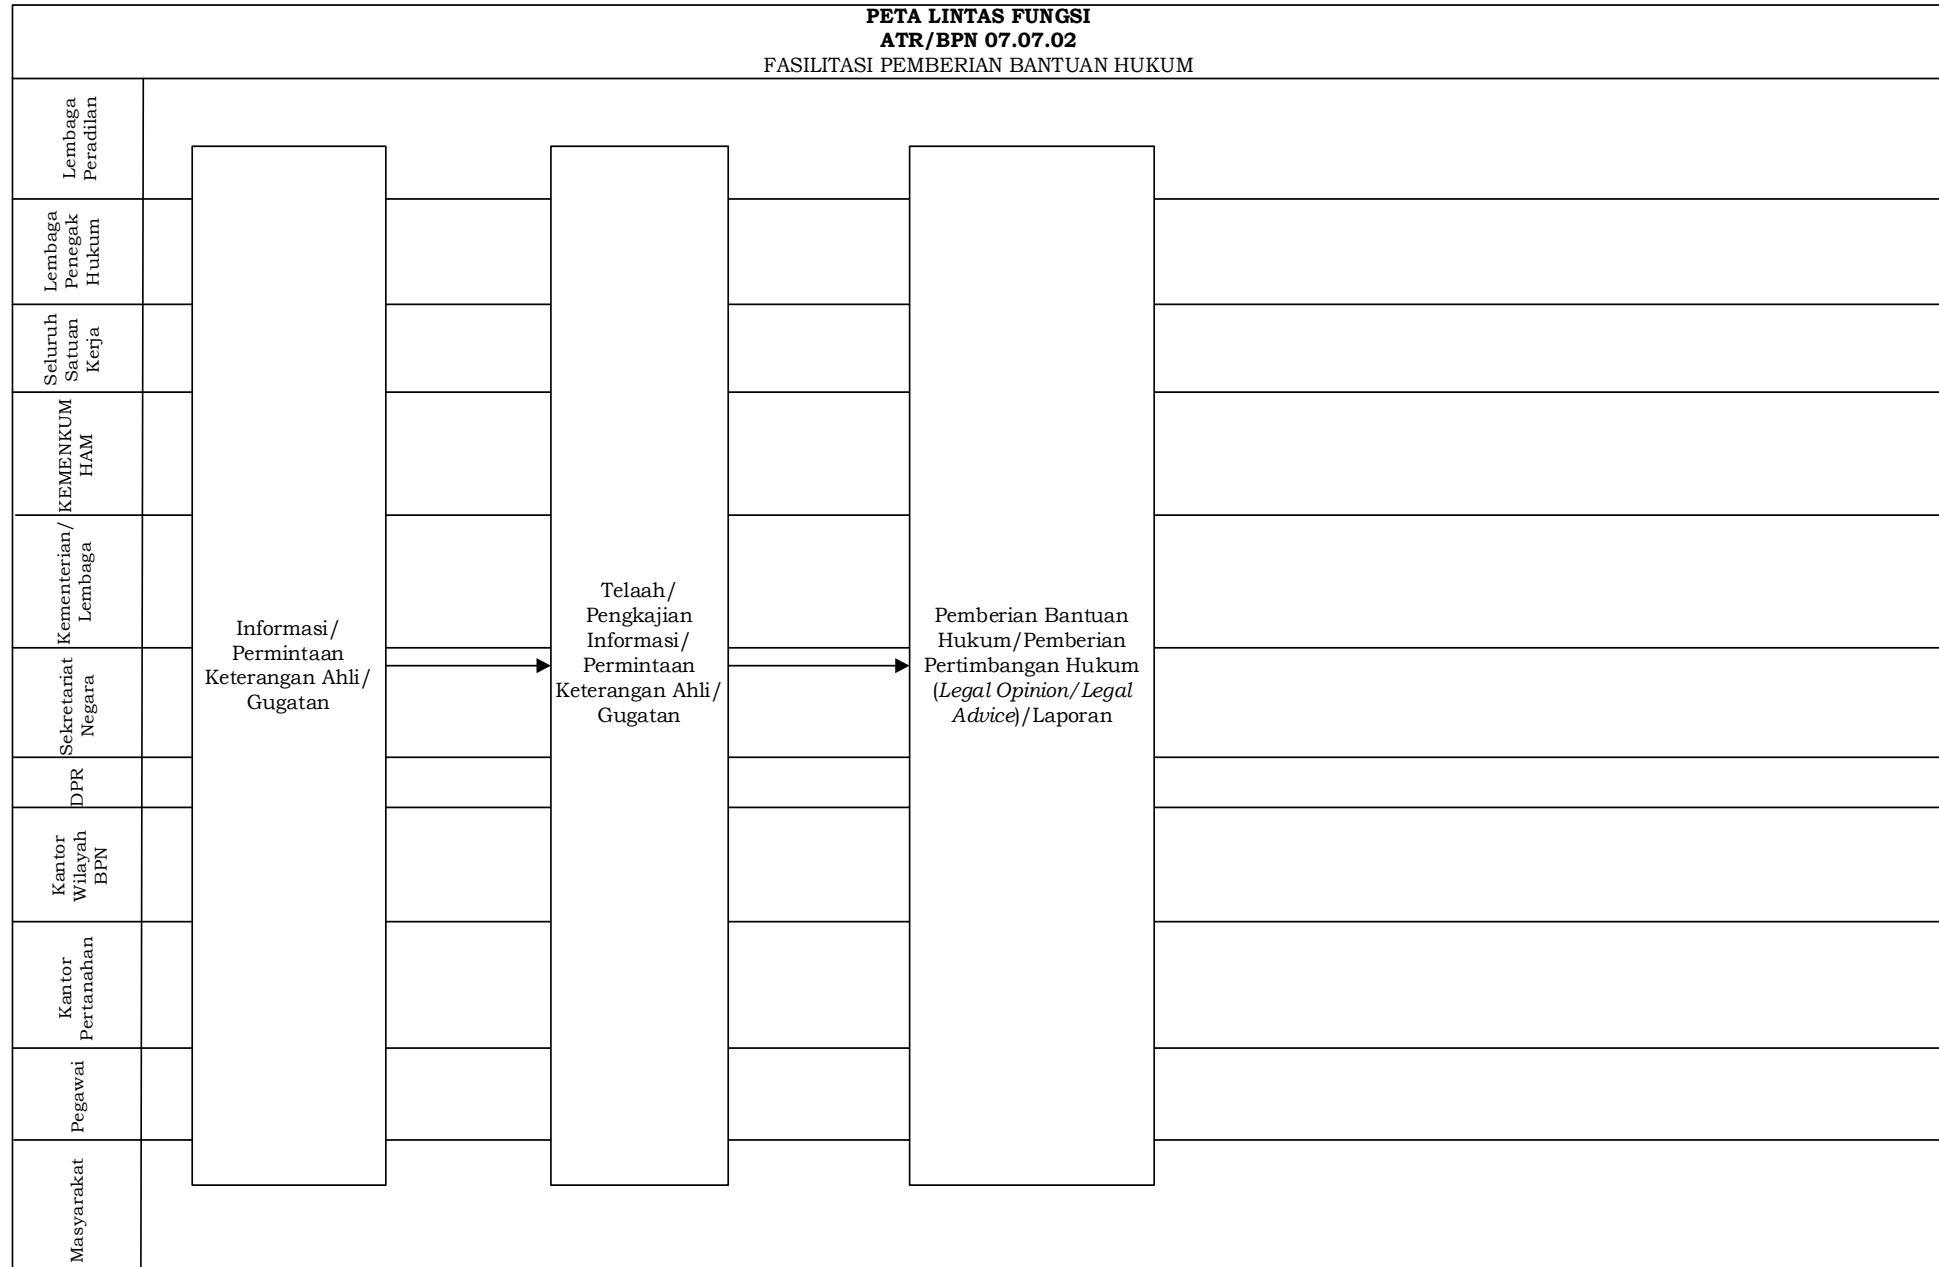 PETA LINTAS FUNGSI
ATR/BPN 07.07.02
FASILITASI PEMBERIAN BANTUAN HUKUM
Lembaga
Peradilan
Lembaga
Penegak
Hukum
Seluruh
Satuan
Kerja
KEMENKUM
HAM
Kementerian/
Lembaga
Sekretariat
Negara
DPR
Kantor
Wilayah
BPN
Kantor
Pertanahan
Pegawai
Masyarakat
Informasi/
Permintaan
Keterangan Ahli/
Gugatan
Telaah/
Pengkajian
Informasi/
Permintaan
Keterangan Ahli/
Gugatan
Pemberian Bantuan
Hukum/Pemberian
Pertimbangan Hukum
(Legal Opinion/Legal
Advice)/Laporan